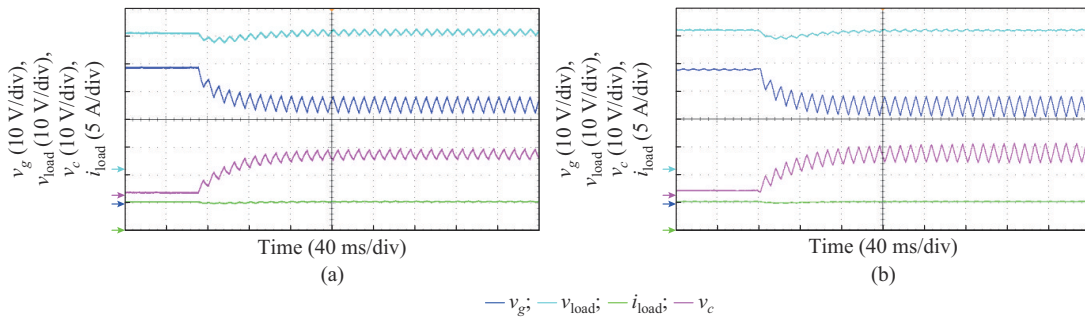 v_g (10 V/div),
v_load (10 V/div),
v_c (10 V/div),
i_load (5 A/div)
Time (40 ms/div)
(a)
v_g (10 V/div),
v_load (10 V/div),
v_c (10 V/div),
i_load (5 A/div)
Time (40 ms/div)
(b)
v_g; v_load; i_load; v_c